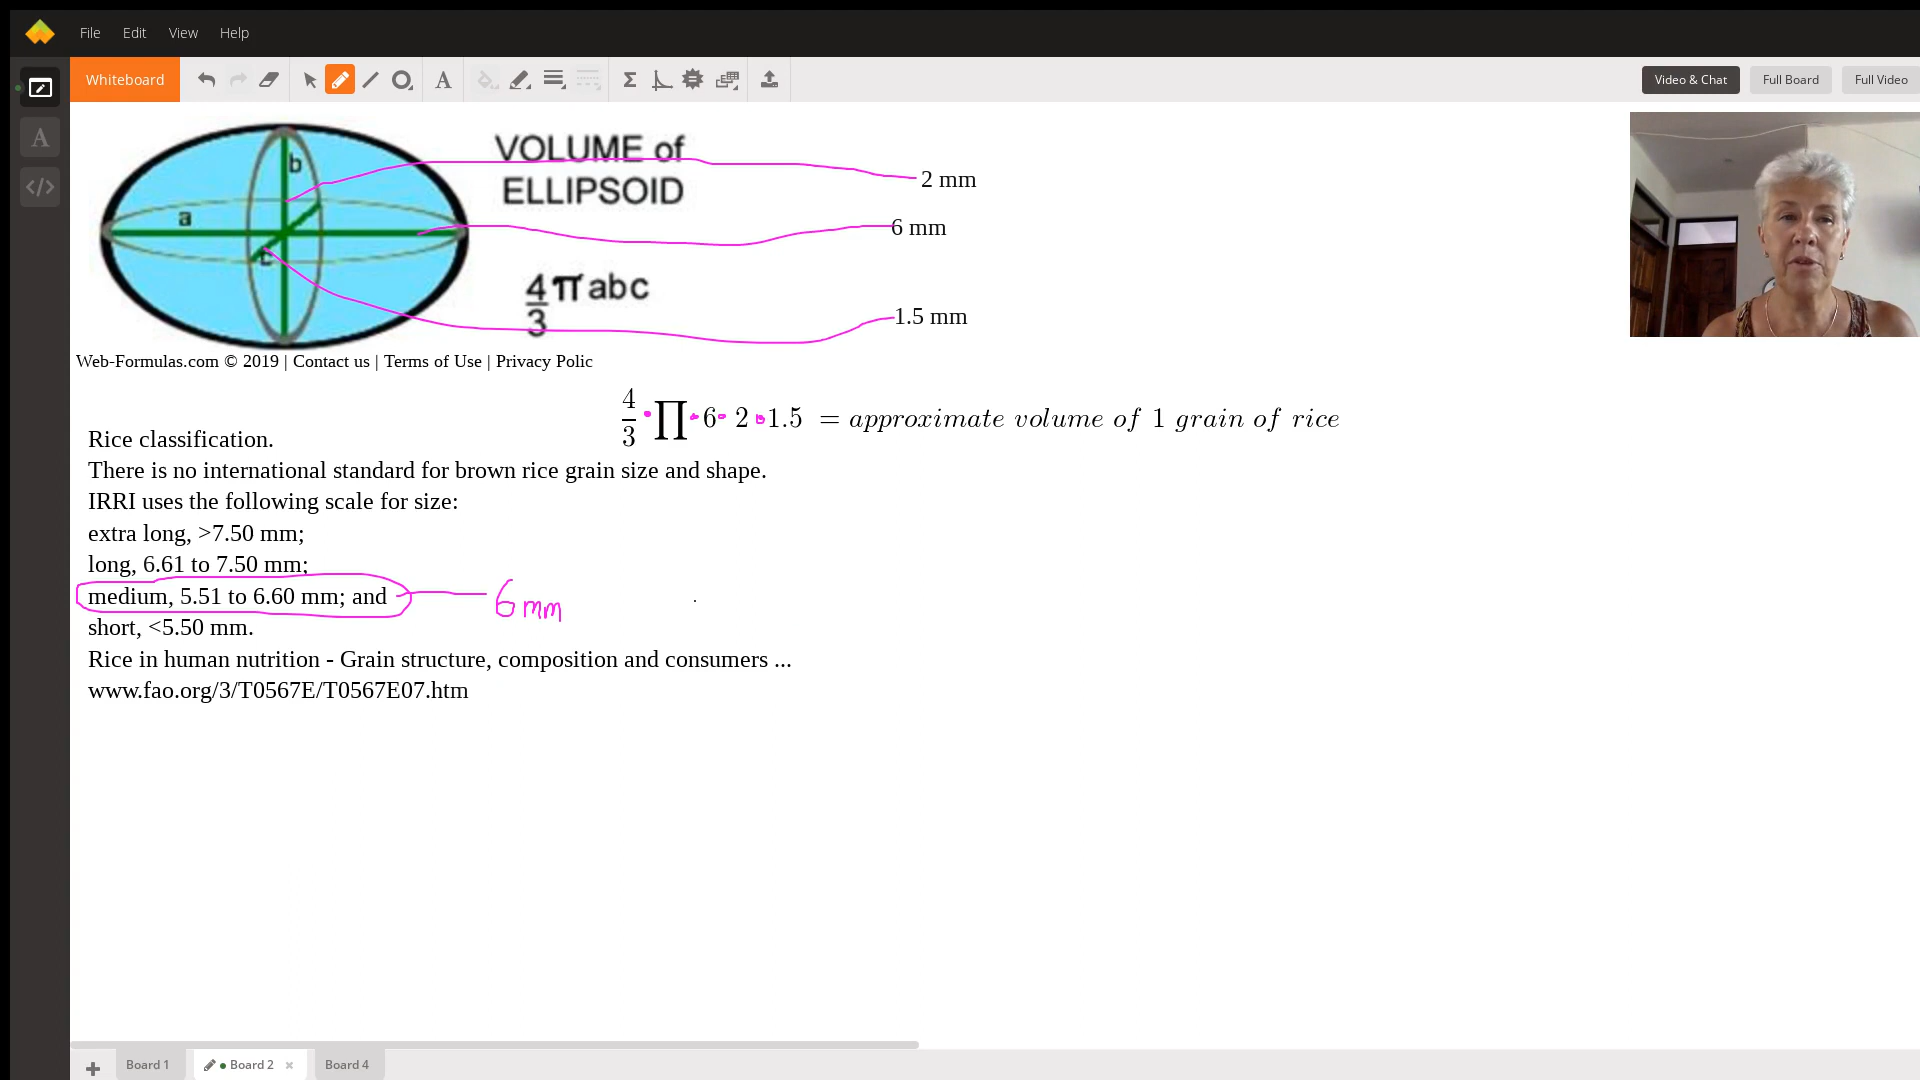 File Edit View Help
Whiteboard A Σ Video & Chat Full Board Full Video
A
</>
VOLUME of
ELLIPSOID
b
a
c
2 mm
6 mm
4/3 π abc
1.5 mm
Web-Formulas.com © 2019 | Contact us | Terms of Use | Privacy Polic
4/3 · ∏ · 6 · 2 · 1.5 = approximate volume of 1 grain of rice
Rice classification.
There is no international standard for brown rice grain size and shape.
IRRI uses the following scale for size:
extra long, >7.50 mm;
long, 6.61 to 7.50 mm;
medium, 5.51 to 6.60 mm; and 6 mm
short, <5.50 mm.
Rice in human nutrition - Grain structure, composition and consumers ...
www.fao.org/3/T0567E/T0567E07.htm
+ Board 1 Board 2 × Board 4